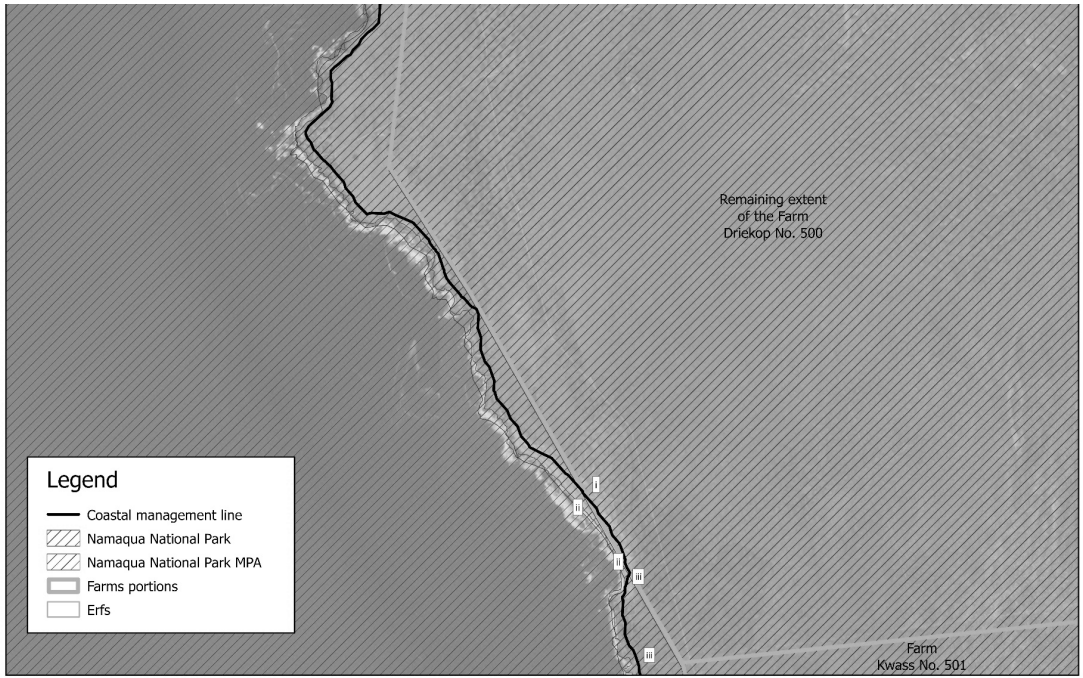 Remaining extent
of the Farm
Driekop No. 500
i
ii
ii
iii
iii
Farm
Kwass No. 501
Legend
Coastal management line
Namaqua National Park
Namaqua National Park MPA
Farms portions
Erfs